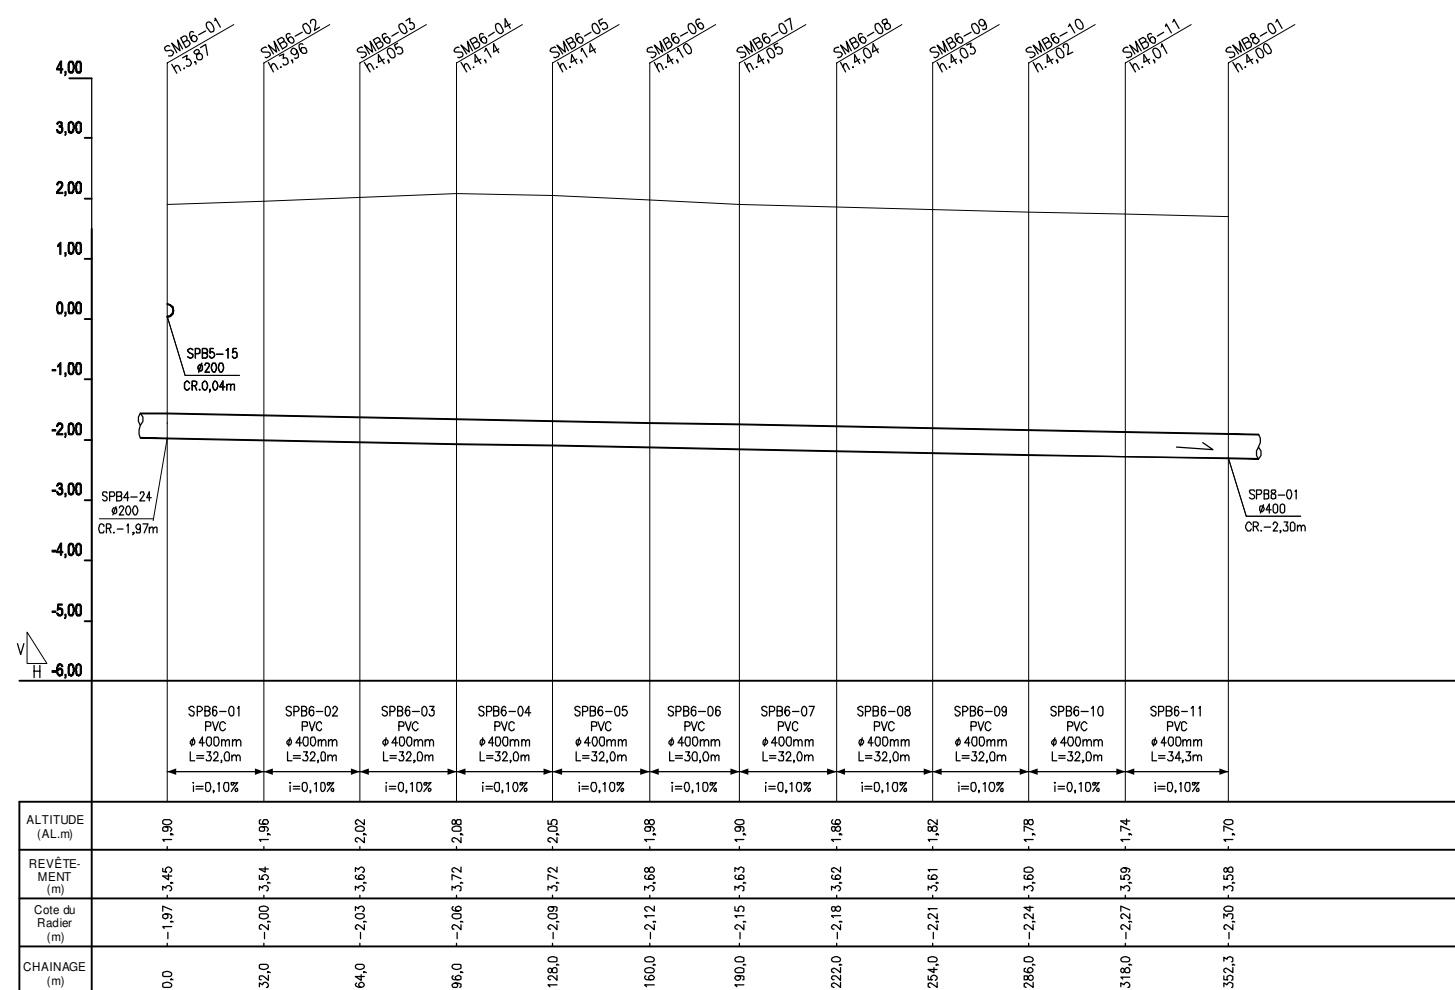 SMB6-01
h.3,87
SMB6-02
h.3,96
SMB6-03
h.4,05
SMB6-04
h.4,14
SMB6-05
h.4,14
SMB6-06
h.4,10
SMB6-07
h.4,05
SMB6-08
h.4,04
SMB6-09
h.4,03
SMB6-10
h.4,02
SMB6-11
h.4,01
SMB8-01
h.4,00
4,00
3,00
2,00
1,00
0,00
-1,00
-2,00
-3,00
-4,00
-5,00
-6,00
V
H
SPB5-15
ø200
CR.0,04m
SPB4-24
ø200
CR.-1,97m
SPB8-01
ø400
CR.-2,30m
SPB6-01
PVC
ø400mm
L=32,0m
i=0,10%
SPB6-02
PVC
ø400mm
L=32,0m
i=0,10%
SPB6-03
PVC
ø400mm
L=32,0m
i=0,10%
SPB6-04
PVC
ø400mm
L=32,0m
i=0,10%
SPB6-05
PVC
ø400mm
L=32,0m
i=0,10%
SPB6-06
PVC
ø400mm
L=30,0m
i=0,10%
SPB6-07
PVC
ø400mm
L=32,0m
i=0,10%
SPB6-08
PVC
ø400mm
L=32,0m
i=0,10%
SPB6-09
PVC
ø400mm
L=32,0m
i=0,10%
SPB6-10
PVC
ø400mm
L=32,0m
i=0,10%
SPB6-11
PVC
ø400mm
L=34,3m
i=0,10%
ALTITUDE
(AL.m)
1,90 1,96 2,02 2,08 2,05 1,98 1,90 1,86 1,82 1,78 1,74 1,70
REVÊTE-
MENT
(m)
3,45 3,54 3,63 3,72 3,72 3,68 3,63 3,62 3,61 3,60 3,59 3,58
Cote du
Radier
(m)
-1,97 -2,00 -2,03 -2,06 -2,09 -2,12 -2,15 -2,18 -2,21 -2,24 -2,27 -2,30
CHAINAGE
(m)
0,0 32,0 64,0 96,0 128,0 160,0 190,0 222,0 254,0 286,0 318,0 352,3